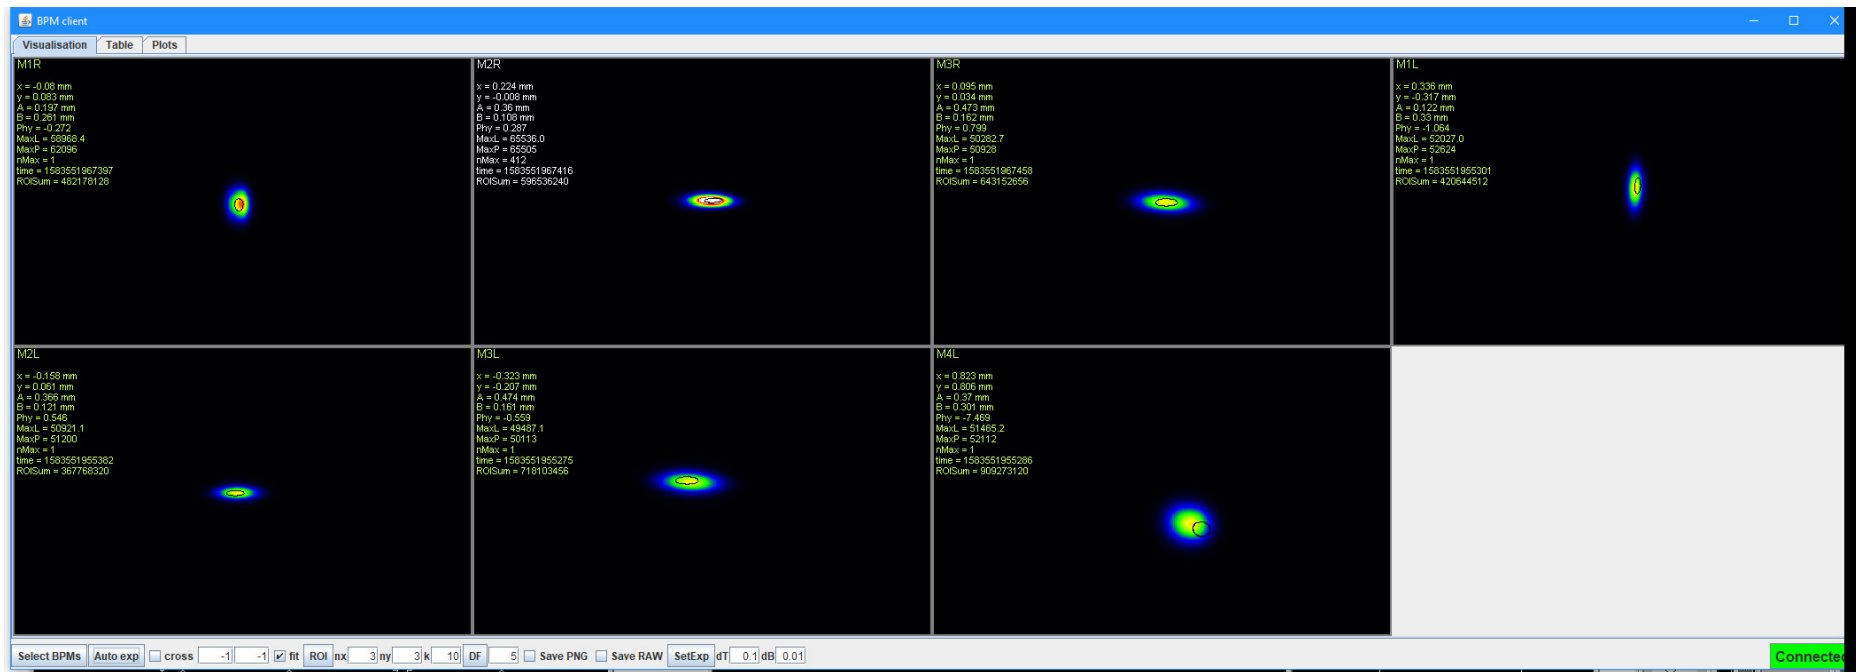 BPM client
Visualisation Table Plots
M1R
x = -0.08 mm
y = 0.083 mm
A = 0.197 mm
B = 0.261 mm
Phy = -0.272
MaxL = 58968.4
MaxP = 62096
nMax = 1
time = 1583551967397
ROISum = 482178128
M2R
x = 0.224 mm
y = -0.008 mm
A = 0.36 mm
B = 0.108 mm
Phy = 0.287
MaxL = 65536.0
MaxP = 65505
nMax = 412
time = 1583551967416
ROISum = 596536240
M3R
x = 0.095 mm
y = 0.034 mm
A = 0.473 mm
B = 0.162 mm
Phy = 0.799
MaxL = 50282.7
MaxP = 50928
nMax = 1
time = 1583551967458
ROISum = 643152656
M1L
x = 0.336 mm
y = -0.317 mm
A = 0.122 mm
B = 0.33 mm
Phy = -1.064
MaxL = 52027.0
MaxP = 52624
nMax = 1
time = 1583551955301
ROISum = 420644512
M2L
x = -0.158 mm
y = 0.061 mm
A = 0.366 mm
B = 0.121 mm
Phy = 0.546
MaxL = 50921.1
MaxP = 51200
nMax = 1
time = 1583551955382
ROISum = 367768320
M3L
x = -0.323 mm
y = -0.207 mm
A = 0.474 mm
B = 0.161 mm
Phy = -0.559
MaxL = 49487.1
MaxP = 50113
nMax = 1
time = 1583551955275
ROISum = 718103456
M4L
x = 0.823 mm
y = 0.806 mm
A = 0.37 mm
B = 0.301 mm
Phy = -7.469
MaxL = 51465.2
MaxP = 52112
nMax = 1
time = 1583551955286
ROISum = 909273120
Select BPMs Auto exp cross -1 -1 fit ROI nx 3 ny 3 k 10 DF 5 Save PNG Save RAW SetExp dT 0.1 dB 0.01 Connected